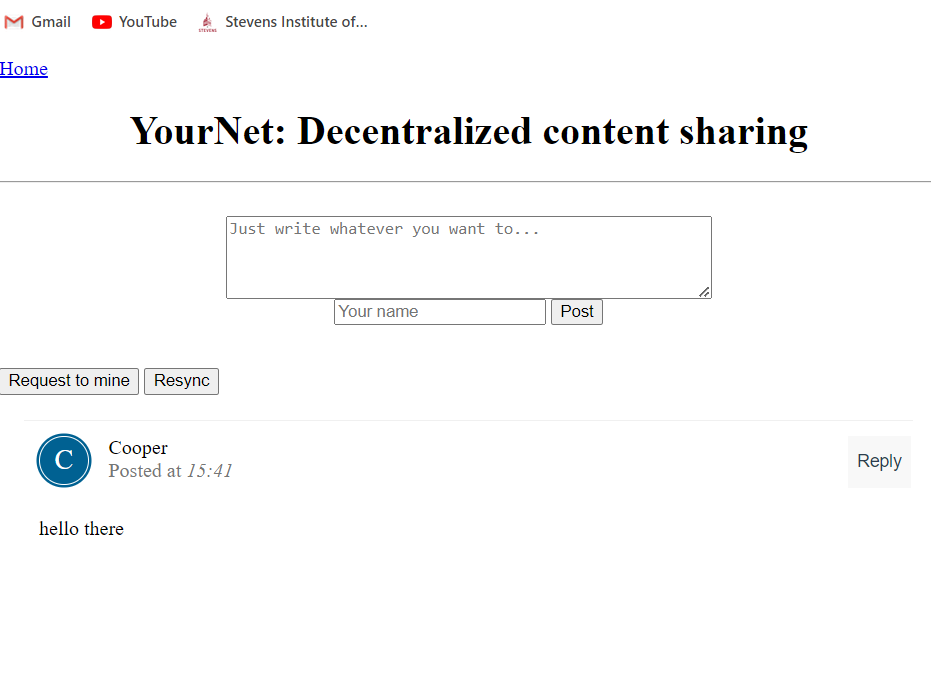 Gmail YouTube STEVENS Stevens Institute of...
Home
YourNet: Decentralized content sharing
Just write whatever you want to...
Your name Post
Request to mine Resync
C Cooper Reply
Posted at 15:41
hello there